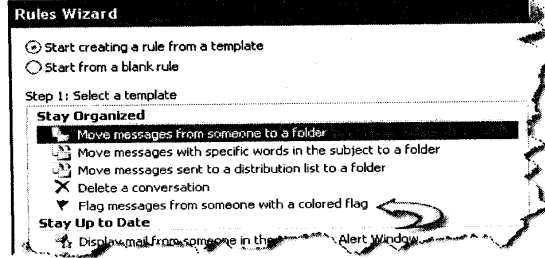 Rules Wizard
Start creating a rule from a template
Start from a blank rule
Step 1: Select a template
Stay Organized
Move messages from someone to a folder
Move messages with specific words in the subject to a folder
Move messages sent to a distribution list to a folder
Delete a conversation
Flag messages from someone with a colored flag
Stay Up to Date
Display mail from someone in the Alert Window